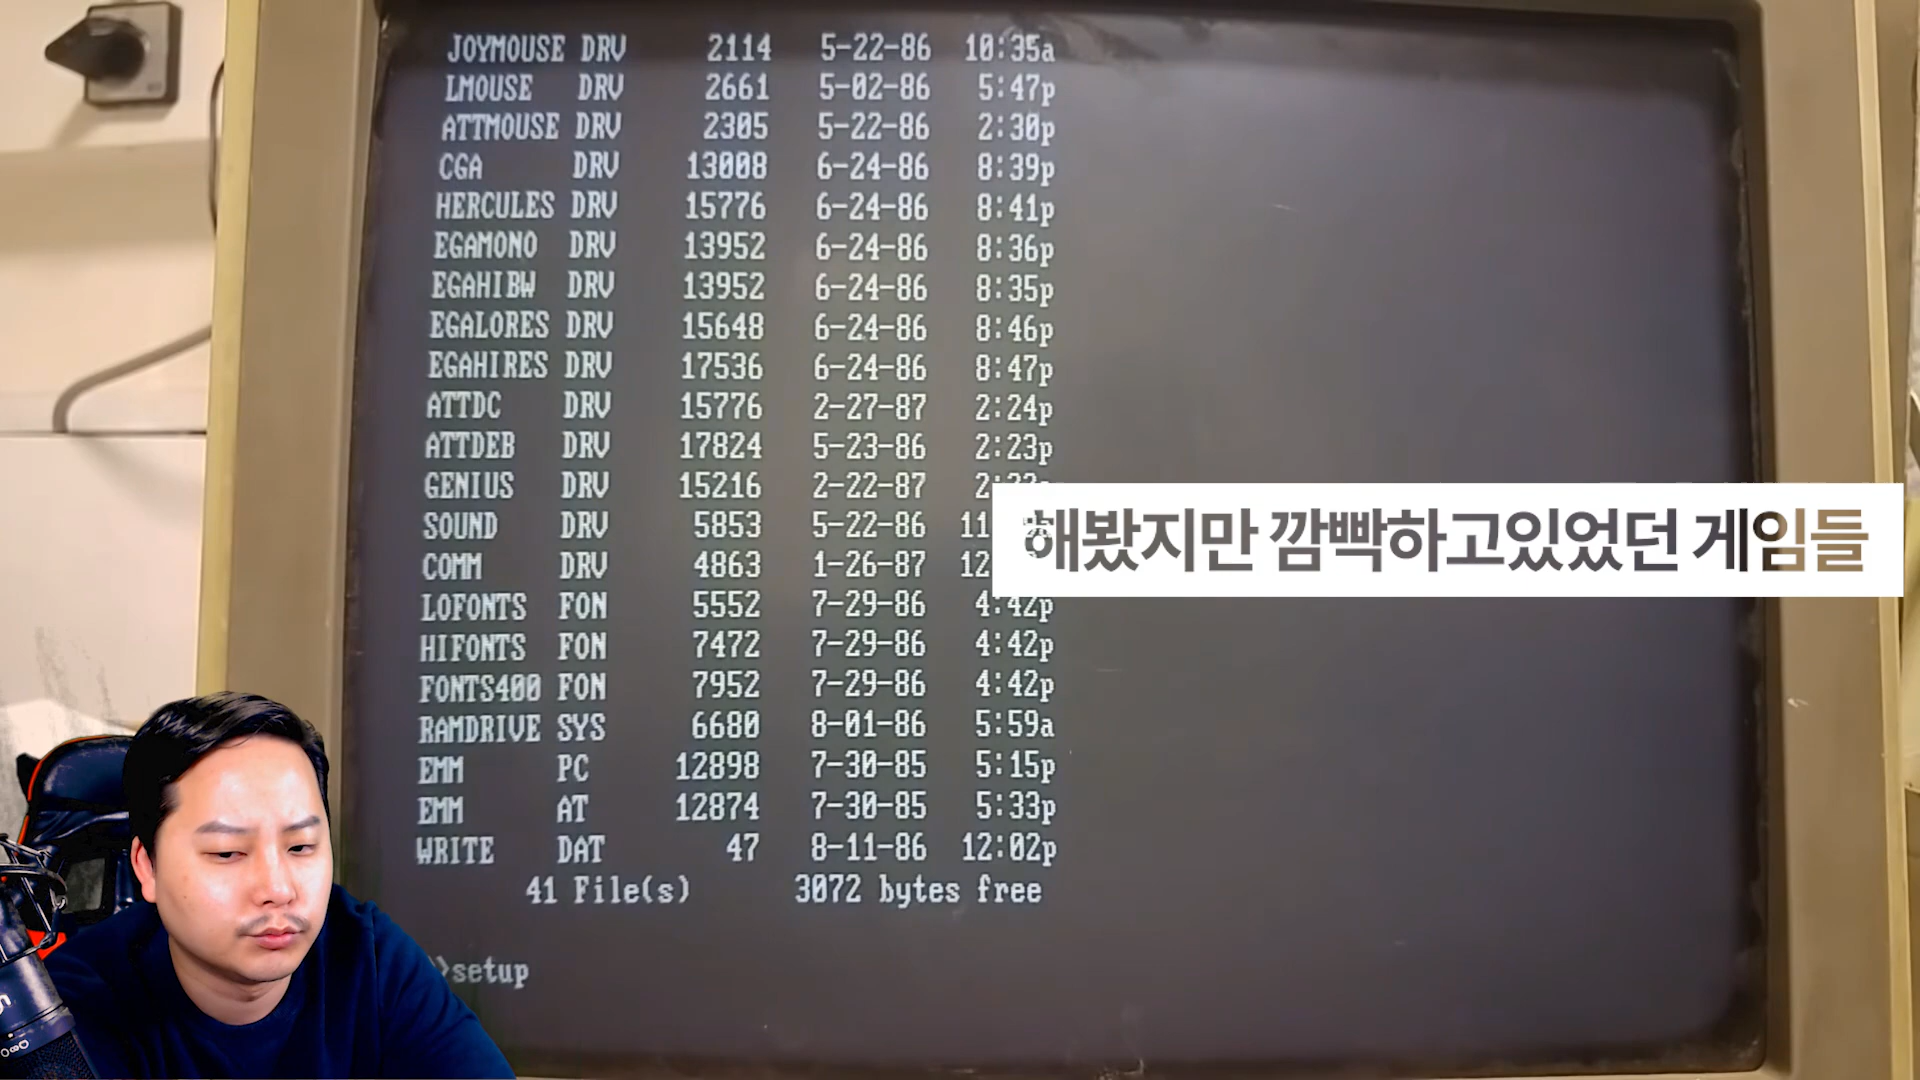 JOYMOUSE DRV 2114 5-22-86 10:35a
LMOUSE DRV 2661 5-02-86 5:47p
ATTMOUSE DRV 2305 5-22-86 2:30p
CGA DRV 13008 6-24-86 8:39p
HERCULES DRV 15776 6-24-86 8:41p
EGAMONO DRV 13952 6-24-86 8:36p
EGAHIBW DRV 13952 6-24-86 8:35p
EGALORES DRV 15648 6-24-86 8:46p
EGAHIRES DRV 17536 6-24-86 8:47p
ATTDC DRV 15776 2-27-87 2:24p
ATTDEB DRV 17824 5-23-86 2:23p
GENIUS DRV 15216 2-22-87
SOUND DRV 5853 5-22-86
해봤지만 깜빡하고있었던 게임들
COMM DRV 4863 1-26-87
LOFONTS FON 5552 7-29-86 4:42p
HIFONTS FON 7472 7-29-86 4:42p
FONTS400 FON 7952 7-29-86 4:42p
RAMDRIVE SYS 6680 8-01-86 5:59a
EMM PC 12898 7-30-85 5:15p
EMM AT 12874 7-30-85 5:33p
WRITE DAT 47 8-11-86 12:02p
41 File(s) 3072 bytes free
>setup